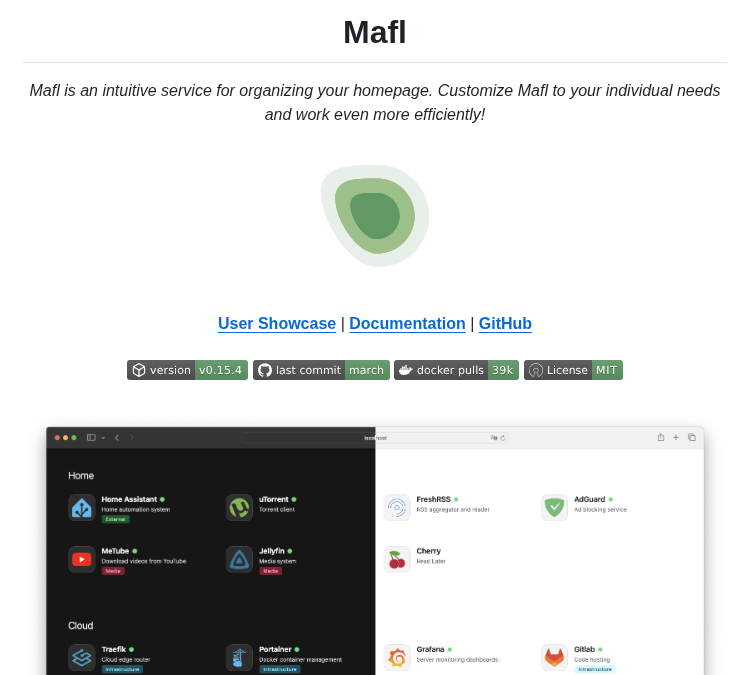 Mafl
Mafl is an intuitive service for organizing your homepage. Customize Mafl to your individual needs
and work even more efficiently!
User Showcase | Documentation | GitHub
version v0.15.4 last commit march docker pulls 39k License MIT
localhost
Home
Home Assistant uTorrent FreshRSS AdGuard
Home automation system Torrent client RSS aggregator and reader Ad blocking service
External
MeTube Jellyfin Cherry
Download videos from YouTube Media system Read Later
Media Media
Cloud
Traefik Portainer Grafana Gitlab
Cloud edge router Docker container management Server monitoring dashboards Code hosting
Infrastructure Infrastructure Infrastructure